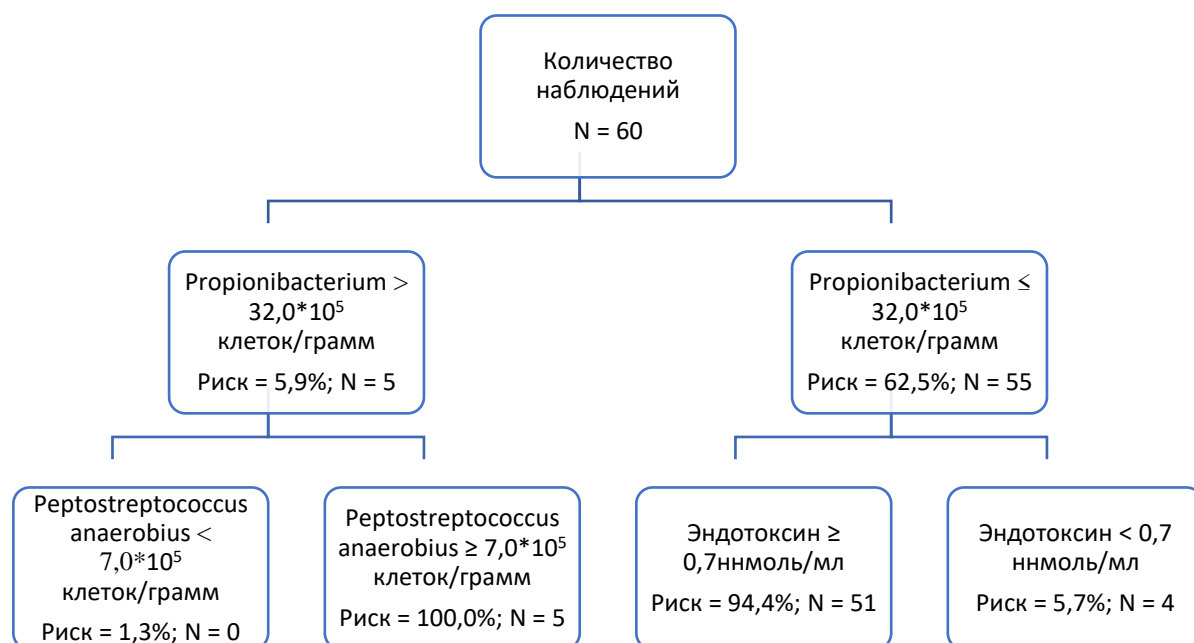 Количество
наблюдений
N = 60
Propionibacterium >
32,0*10⁵
клеток/грамм
Риск = 5,9%; N = 5
Propionibacterium ≤
32,0*10⁵
клеток/грамм
Риск = 62,5%; N = 55
Peptostreptococcus
anaerobius <
7,0*10⁵
клеток/грамм
Риск = 1,3%; N = 0
Peptostreptococcus
anaerobius ≥ 7,0*10⁵
клеток/грамм
Риск = 100,0%; N = 5
Эндотоксин ≥
0,7ннмоль/мл
Риск = 94,4%; N = 51
Эндотоксин < 0,7
ннмоль/мл
Риск = 5,7%; N = 4